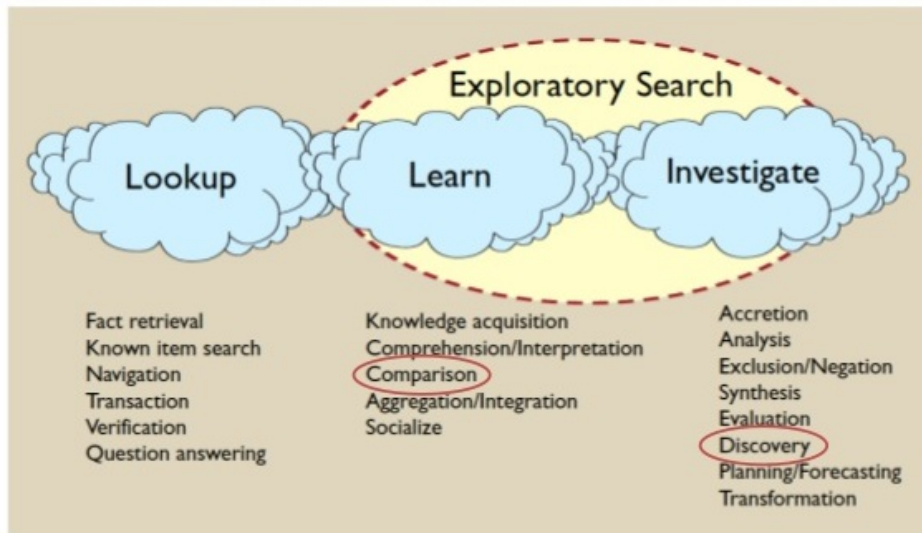 Exploratory Search
Lookup
Learn
Investigate
Fact retrieval
Known item search
Navigation
Transaction
Verification
Question answering
Knowledge acquisition
Comprehension/Interpretation
Comparison
Aggregation/Integration
Socialize
Accretion
Analysis
Exclusion/Negation
Synthesis
Evaluation
Discovery
Planning/Forecasting
Transformation